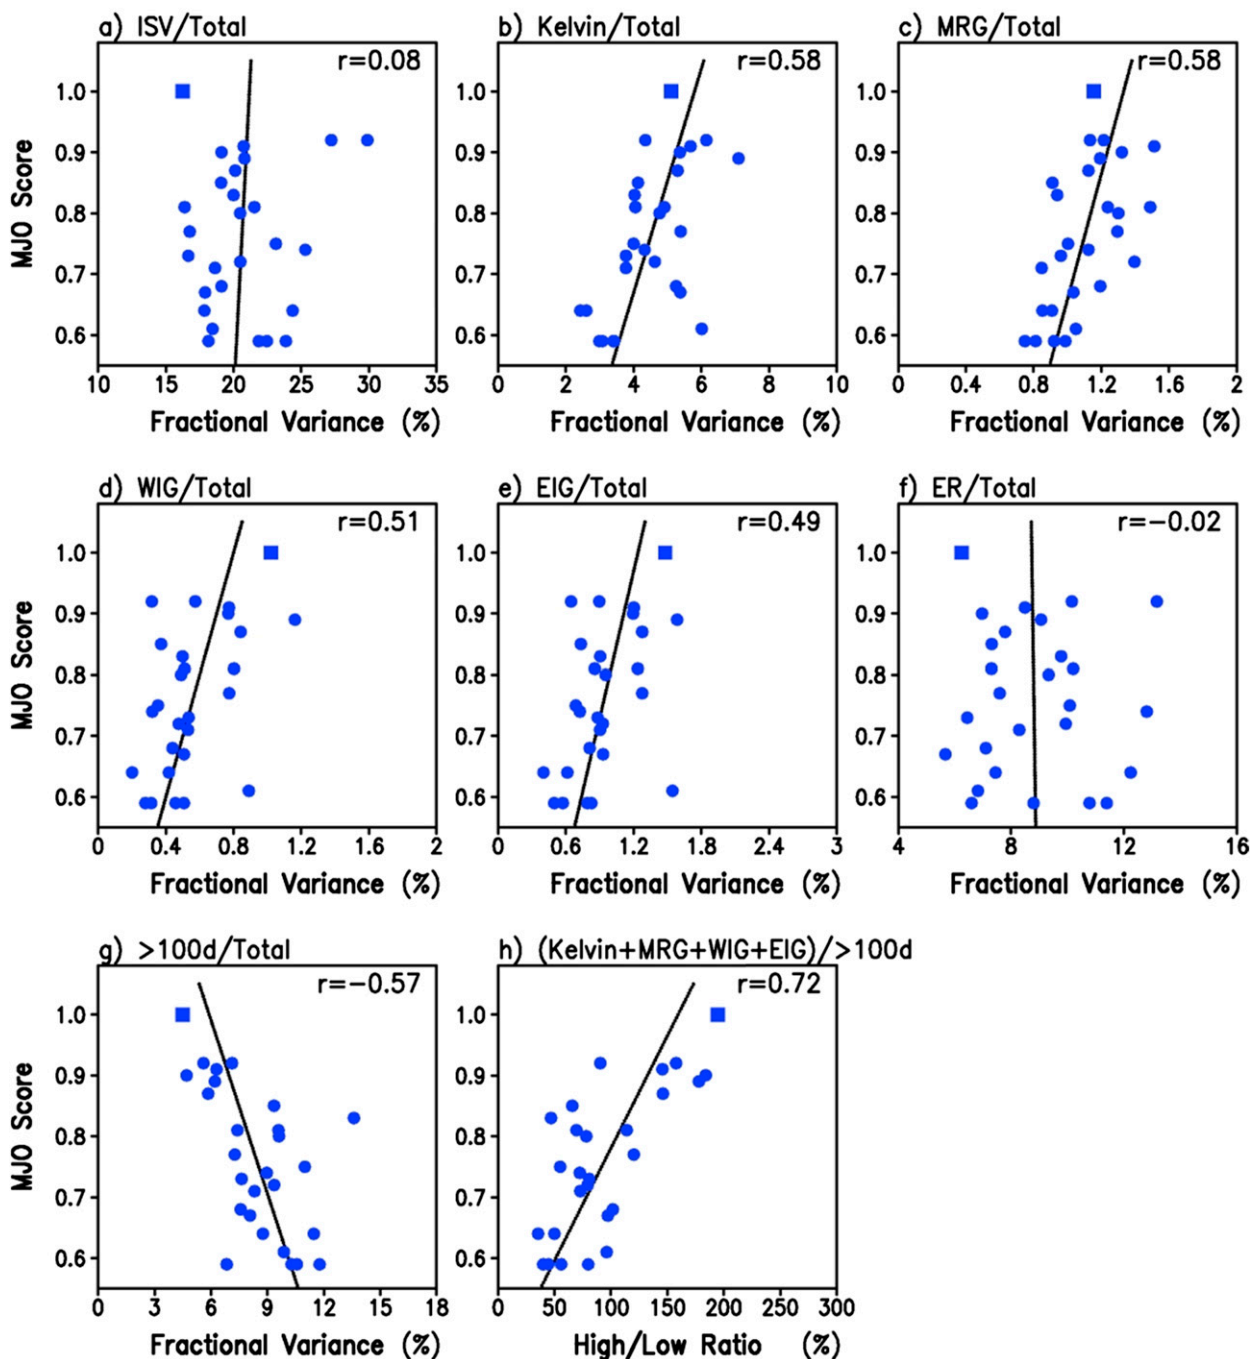 a) ISV/Total
r=0.08
b) Kelvin/Total
r=0.58
c) MRG/Total
r=0.58
MJO Score
1.0
0.9
0.8
0.7
0.6
10 15 20 25 30 35
Fractional Variance (%)
1.0
0.9
0.8
0.7
0.6
0 2 4 6 8 10
Fractional Variance (%)
1.0
0.9
0.8
0.7
0.6
0 0.4 0.8 1.2 1.6 2
Fractional Variance (%)
d) WIG/Total
r=0.51
e) EIG/Total
r=0.49
f) ER/Total
r=-0.02
MJO Score
1.0
0.9
0.8
0.7
0.6
0 0.4 0.8 1.2 1.6 2
Fractional Variance (%)
1.0
0.9
0.8
0.7
0.6
0 0.6 1.2 1.8 2.4 3
Fractional Variance (%)
1.0
0.9
0.8
0.7
0.6
4 8 12 16
Fractional Variance (%)
g) >100d/Total
r=-0.57
h) (Kelvin+MRG+WIG+EIG)/>100d
r=0.72
MJO Score
1.0
0.9
0.8
0.7
0.6
0 3 6 9 12 15 18
Fractional Variance (%)
1.0
0.9
0.8
0.7
0.6
0 50 100 150 200 250 300
High/Low Ratio (%)